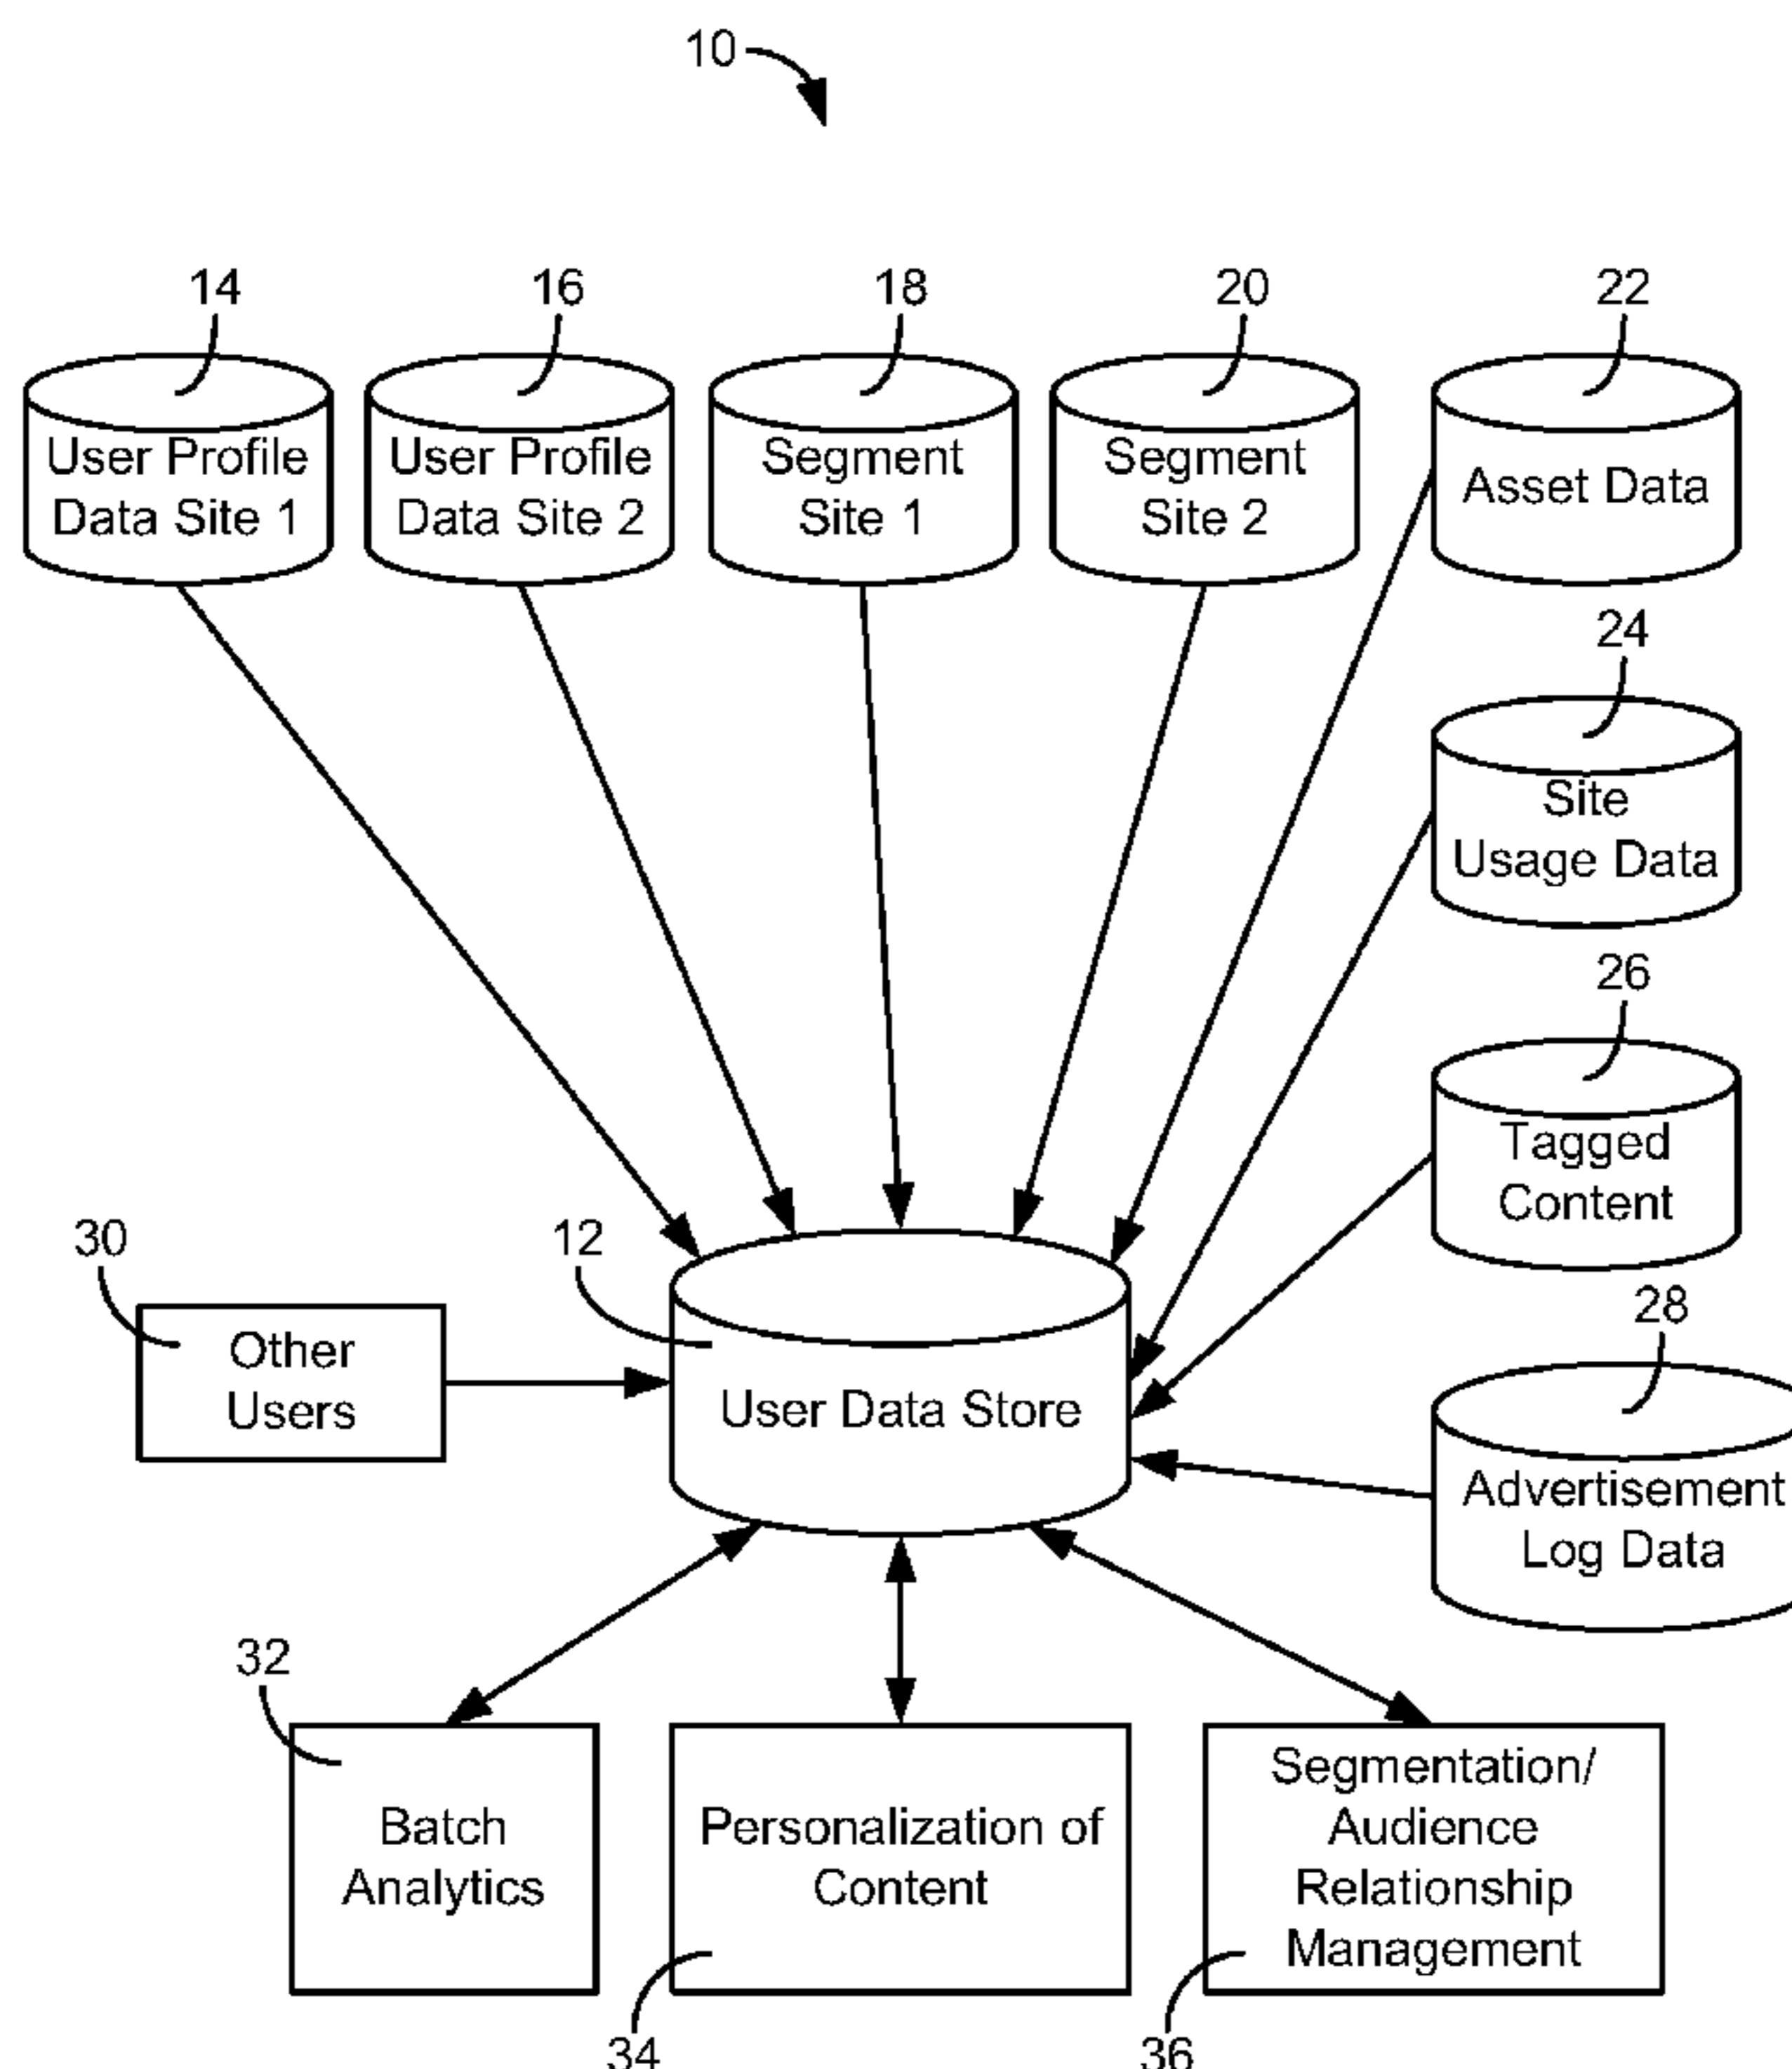 10
14
16
18
20
22
User Profile
Data Site 1
User Profile
Data Site 2
Segment
Site 1
Segment
Site 2
Asset Data
24
Site
Usage Data
26
Tagged
Content
30
Other
Users
12
User Data Store
28
Advertisement
Log Data
32
Batch
Analytics
Personalization of
Content
34
Segmentation/
Audience
Relationship
Management
36